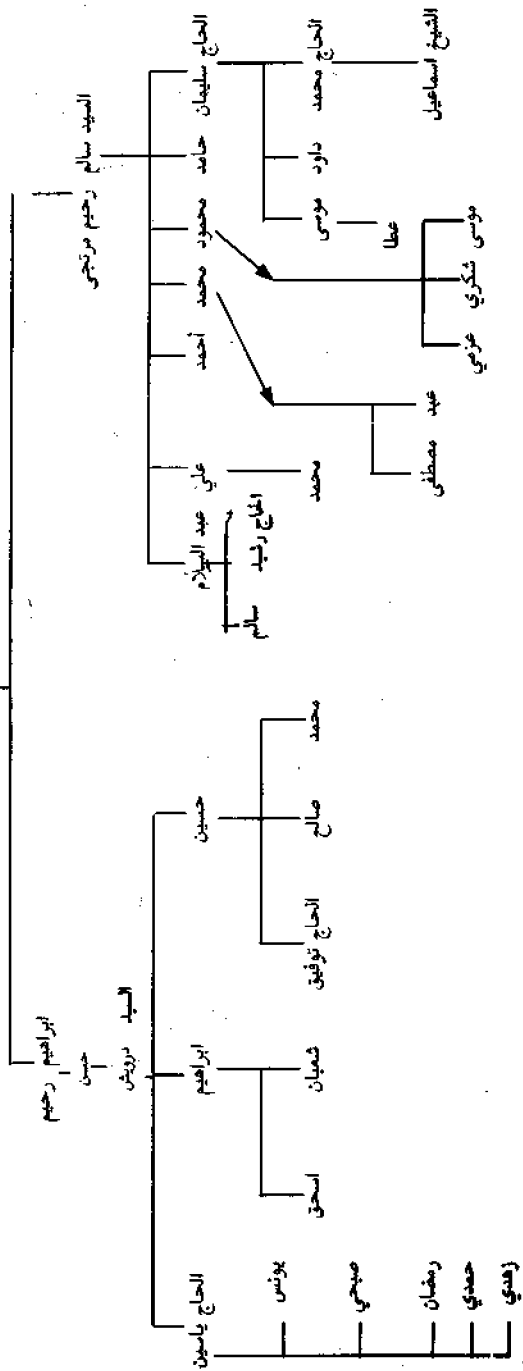 السيد سالم
رحيم مرتجى
الحاج سليمان
حامد
محمود
محمد
أحمد
علي
عبد السلام
الحاج محمد
داود
موسى
الشيخ اسماعيل
عطا
موسى
شكري
عزمي
عبد
مصطفى
محمد
الحاج رشيد
سالم
ابراهيم رحيم
حسن
السيد درويش
حسين
ابراهيم
الحاج ياسين
محمد
صالح
الحاج توفيق
شعبان
اسحق
يونس
صبحي
رمضان
حمدي
زهدي